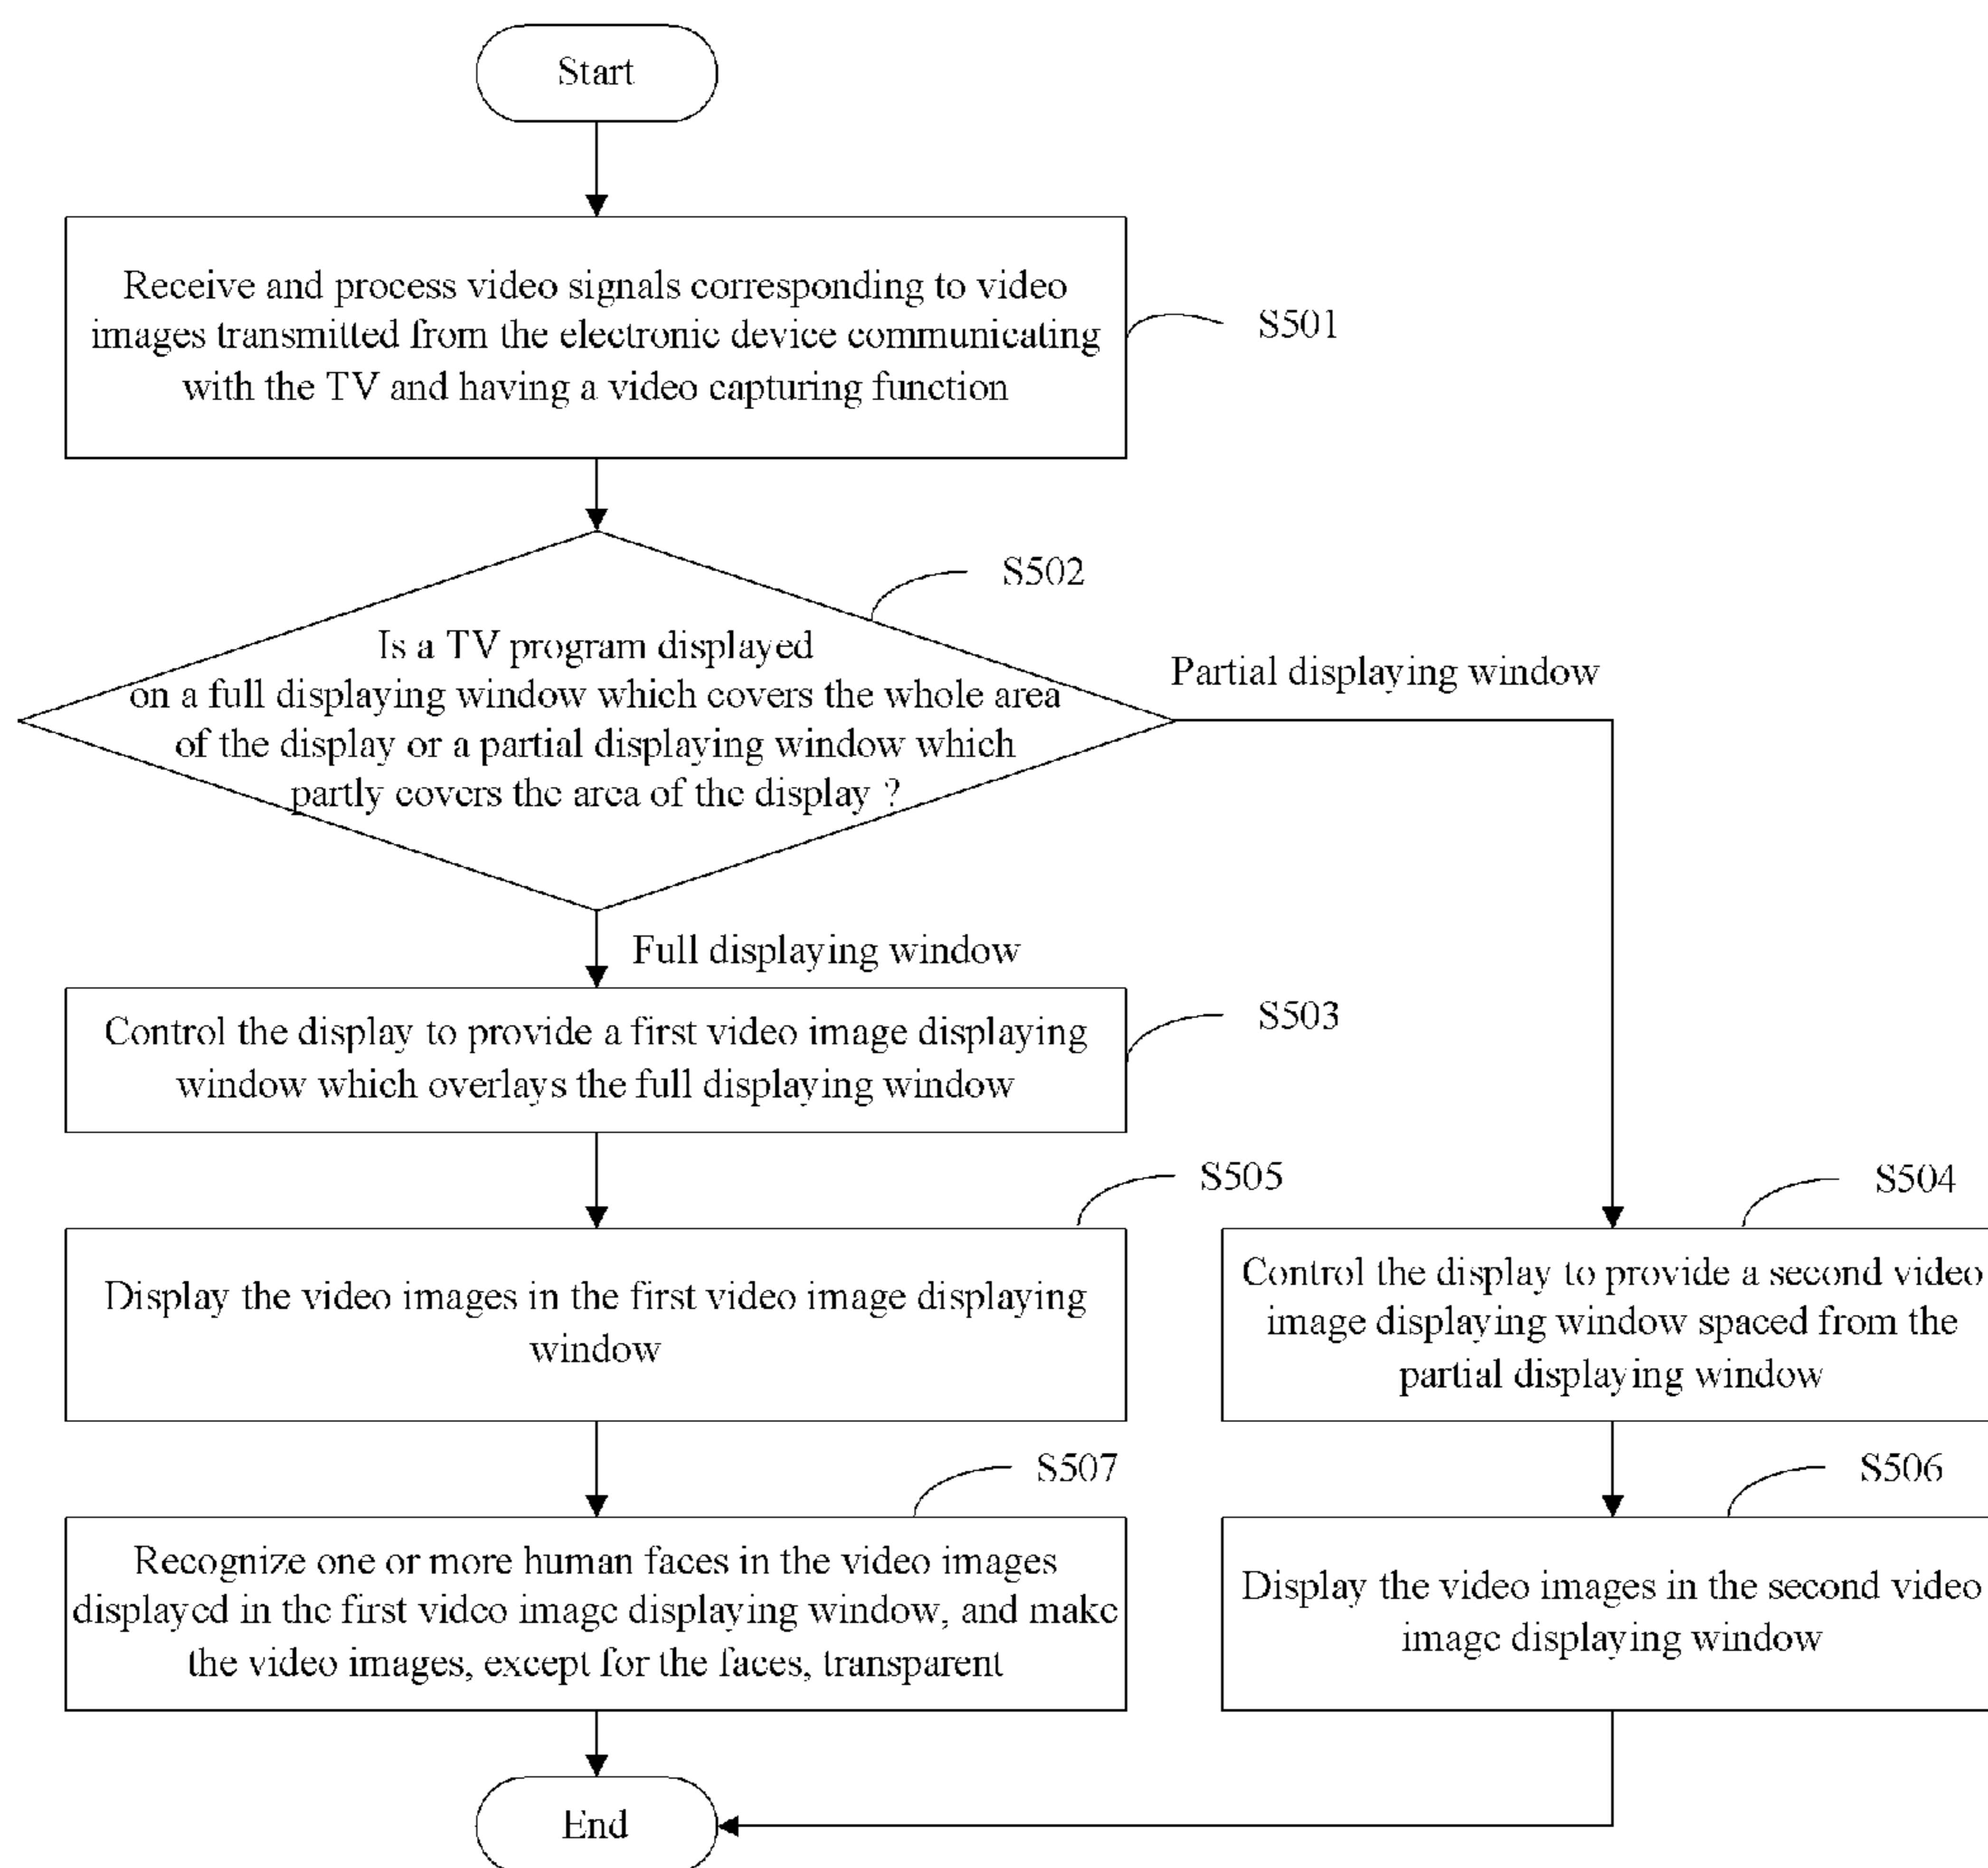 Start
Receive and process video signals corresponding to video
images transmitted from the electronic device communicating
with the TV and having a video capturing function
S501
S502
Is a TV program displayed
on a full displaying window which covers the whole area
of the display or a partial displaying window which
partly covers the area of the display ?
Partial displaying window
Full displaying window
Control the display to provide a first video image displaying
window which overlays the full displaying window
S503
S505
Display the video images in the first video image displaying
window
S504
Control the display to provide a second video
image displaying window spaced from the
partial displaying window
S507
Recognize one or more human faces in the video images
displayed in the first video image displaying window, and make
the video images, except for the faces, transparent
S506
Display the video images in the second video
image displaying window
End